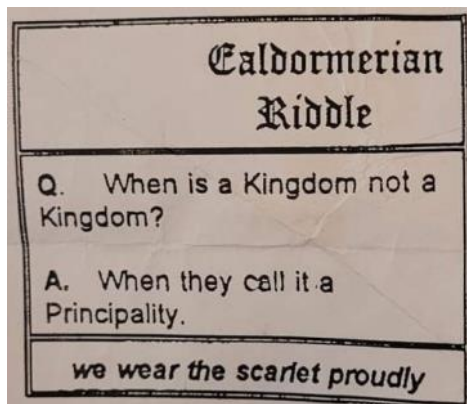 Ealdormerian
Riddle
Q. When is a Kingdom not a
Kingdom?
A. When they call it a
Principality.
we wear the scarlet proudly